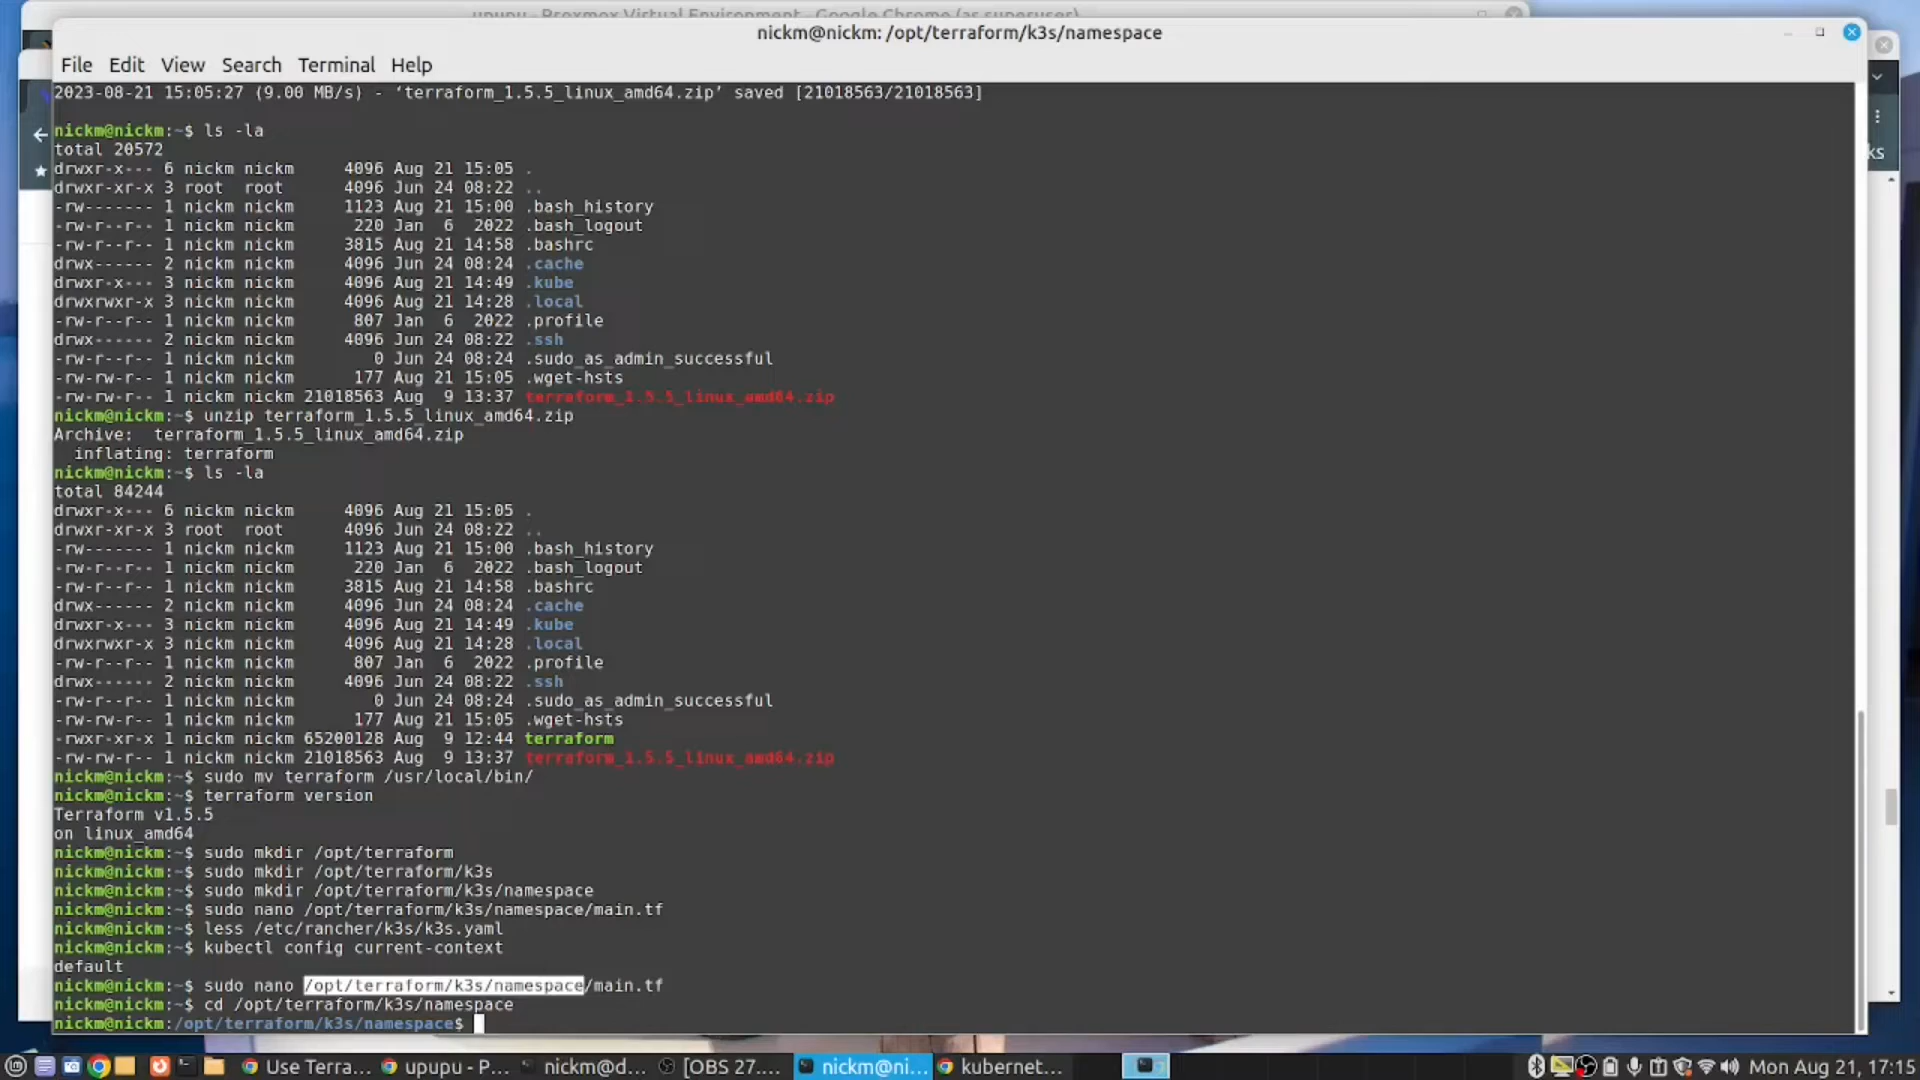 upupu - Proxmox Virtual Environment - Google Chrome (as superuser)
nickm@nickm: /opt/terraform/k3s/namespace
File Edit View Search Terminal Help
2023-08-21 15:05:27 (9.00 MB/s) - ‘terraform_1.5.5_linux_amd64.zip’ saved [21018563/21018563]
nickm@nickm:~$ ls -la
total 20572
drwxr-x--- 6 nickm nickm     4096 Aug 21 15:05 .
drwxr-xr-x 3 root  root      4096 Jun 24 08:22 ..
-rw------- 1 nickm nickm     1123 Aug 21 15:00 .bash_history
-rw-r--r-- 1 nickm nickm      220 Jan  6  2022 .bash_logout
-rw-r--r-- 1 nickm nickm     3815 Aug 21 14:58 .bashrc
drwx------ 2 nickm nickm     4096 Jun 24 08:24 .cache
drwxr-x--- 3 nickm nickm     4096 Aug 21 14:49 .kube
drwxrwxr-x 3 nickm nickm     4096 Aug 21 14:28 .local
-rw-r--r-- 1 nickm nickm      807 Jan  6  2022 .profile
drwx------ 2 nickm nickm     4096 Jun 24 08:22 .ssh
-rw-r--r-- 1 nickm nickm        0 Jun 24 08:24 .sudo_as_admin_successful
-rw-rw-r-- 1 nickm nickm      177 Aug 21 15:05 .wget-hsts
-rw-rw-r-- 1 nickm nickm 21018563 Aug  9 13:37 terraform_1.5.5_linux_amd64.zip
nickm@nickm:~$ unzip terraform_1.5.5_linux_amd64.zip
Archive:  terraform_1.5.5_linux_amd64.zip
  inflating: terraform
nickm@nickm:~$ ls -la
total 84244
drwxr-x--- 6 nickm nickm     4096 Aug 21 15:05 .
drwxr-xr-x 3 root  root      4096 Jun 24 08:22 ..
-rw------- 1 nickm nickm     1123 Aug 21 15:00 .bash_history
-rw-r--r-- 1 nickm nickm      220 Jan  6  2022 .bash_logout
-rw-r--r-- 1 nickm nickm     3815 Aug 21 14:58 .bashrc
drwx------ 2 nickm nickm     4096 Jun 24 08:24 .cache
drwxr-x--- 3 nickm nickm     4096 Aug 21 14:49 .kube
drwxrwxr-x 3 nickm nickm     4096 Aug 21 14:28 .local
-rw-r--r-- 1 nickm nickm      807 Jan  6  2022 .profile
drwx------ 2 nickm nickm     4096 Jun 24 08:22 .ssh
-rw-r--r-- 1 nickm nickm        0 Jun 24 08:24 .sudo_as_admin_successful
-rw-rw-r-- 1 nickm nickm      177 Aug 21 15:05 .wget-hsts
-rwxr-xr-x 1 nickm nickm 65200128 Aug  9 12:44 terraform
-rw-rw-r-- 1 nickm nickm 21018563 Aug  9 13:37 terraform_1.5.5_linux_amd64.zip
nickm@nickm:~$ sudo mv terraform /usr/local/bin/
nickm@nickm:~$ terraform version
Terraform v1.5.5
on linux_amd64
nickm@nickm:~$ sudo mkdir /opt/terraform
nickm@nickm:~$ sudo mkdir /opt/terraform/k3s
nickm@nickm:~$ sudo mkdir /opt/terraform/k3s/namespace
nickm@nickm:~$ sudo nano /opt/terraform/k3s/namespace/main.tf
nickm@nickm:~$ less /etc/rancher/k3s/k3s.yaml
nickm@nickm:~$ kubectl config current-context
default
nickm@nickm:~$ sudo nano /opt/terraform/k3s/namespace/main.tf
nickm@nickm:~$ cd /opt/terraform/k3s/namespace
nickm@nickm:/opt/terraform/k3s/namespace$
ks
Use Terra... upupu - P... nickm@d... [OBS 27.... nickm@ni... kubernet... Mon Aug 21, 17:15